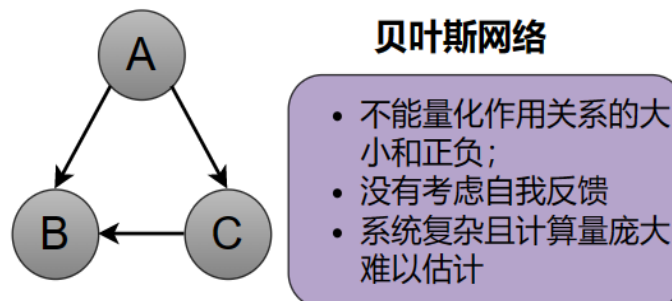 A
B
C
贝叶斯网络
• 不能量化作用关系的大
小和正负；
• 没有考虑自我反馈
• 系统复杂且计算量庞大
难以估计